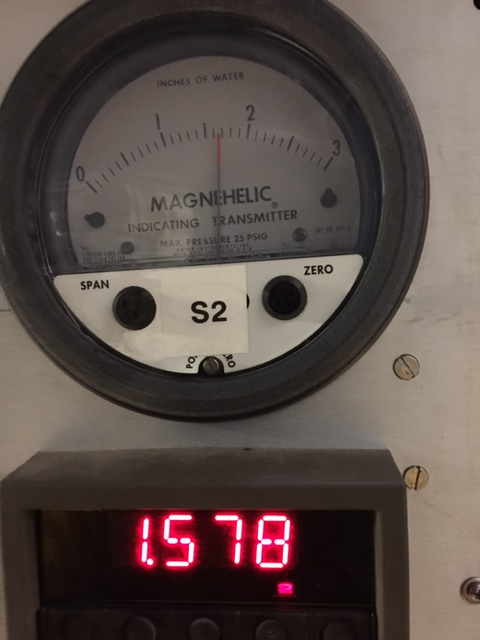 INCHES OF WATER
0 1 2 3
MAGNEHELIC®
INDICATING TRANSMITTER
MAX. PRESSURE 25 PSIG
SPAN
ZERO
S2
1.578